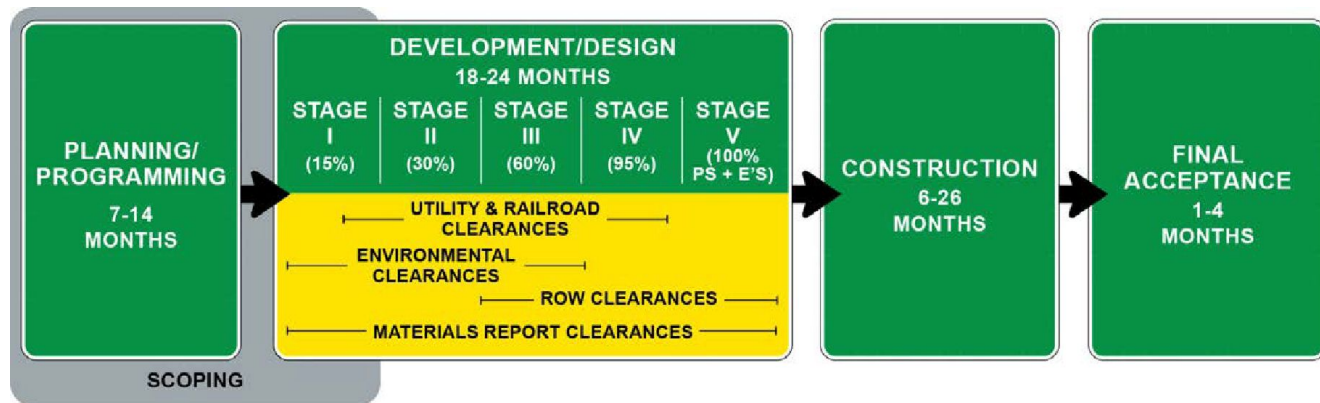 PLANNING/
PROGRAMMING
7-14
MONTHS
SCOPING
DEVELOPMENT/DESIGN
18-24 MONTHS
STAGE
I
(15%)
STAGE
II
(30%)
STAGE
III
(60%)
STAGE
IV
(95%)
STAGE
V
(100%
PS + E'S)
UTILITY & RAILROAD
CLEARANCES
ENVIRONMENTAL
CLEARANCES
ROW CLEARANCES
MATERIALS REPORT CLEARANCES
CONSTRUCTION
6-26
MONTHS
FINAL
ACCEPTANCE
1-4
MONTHS